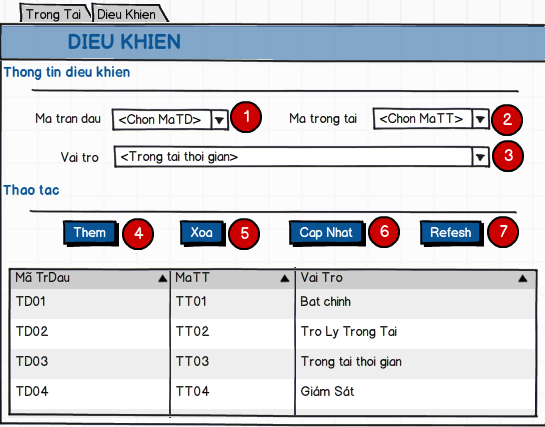 Trong Tai Dieu Khien
DIEU KHIEN
Thong tin dieu khien
Ma tran dau <Chon MaTD> 1 Ma trong tai <Chon MaTT> 2
Vai tro <Trong tai thoi gian> 3
Thao tac
Them 4 Xoa 5 Cap Nhat 6 Refesh 7
Mã TrDau MaTT Vai Tro
TD01 TT01 Bat chinh
TD02 TT02 Tro Ly Trong Tai
TD03 TT03 Trong tai thoi gian
TD04 TT04 Giám Sát